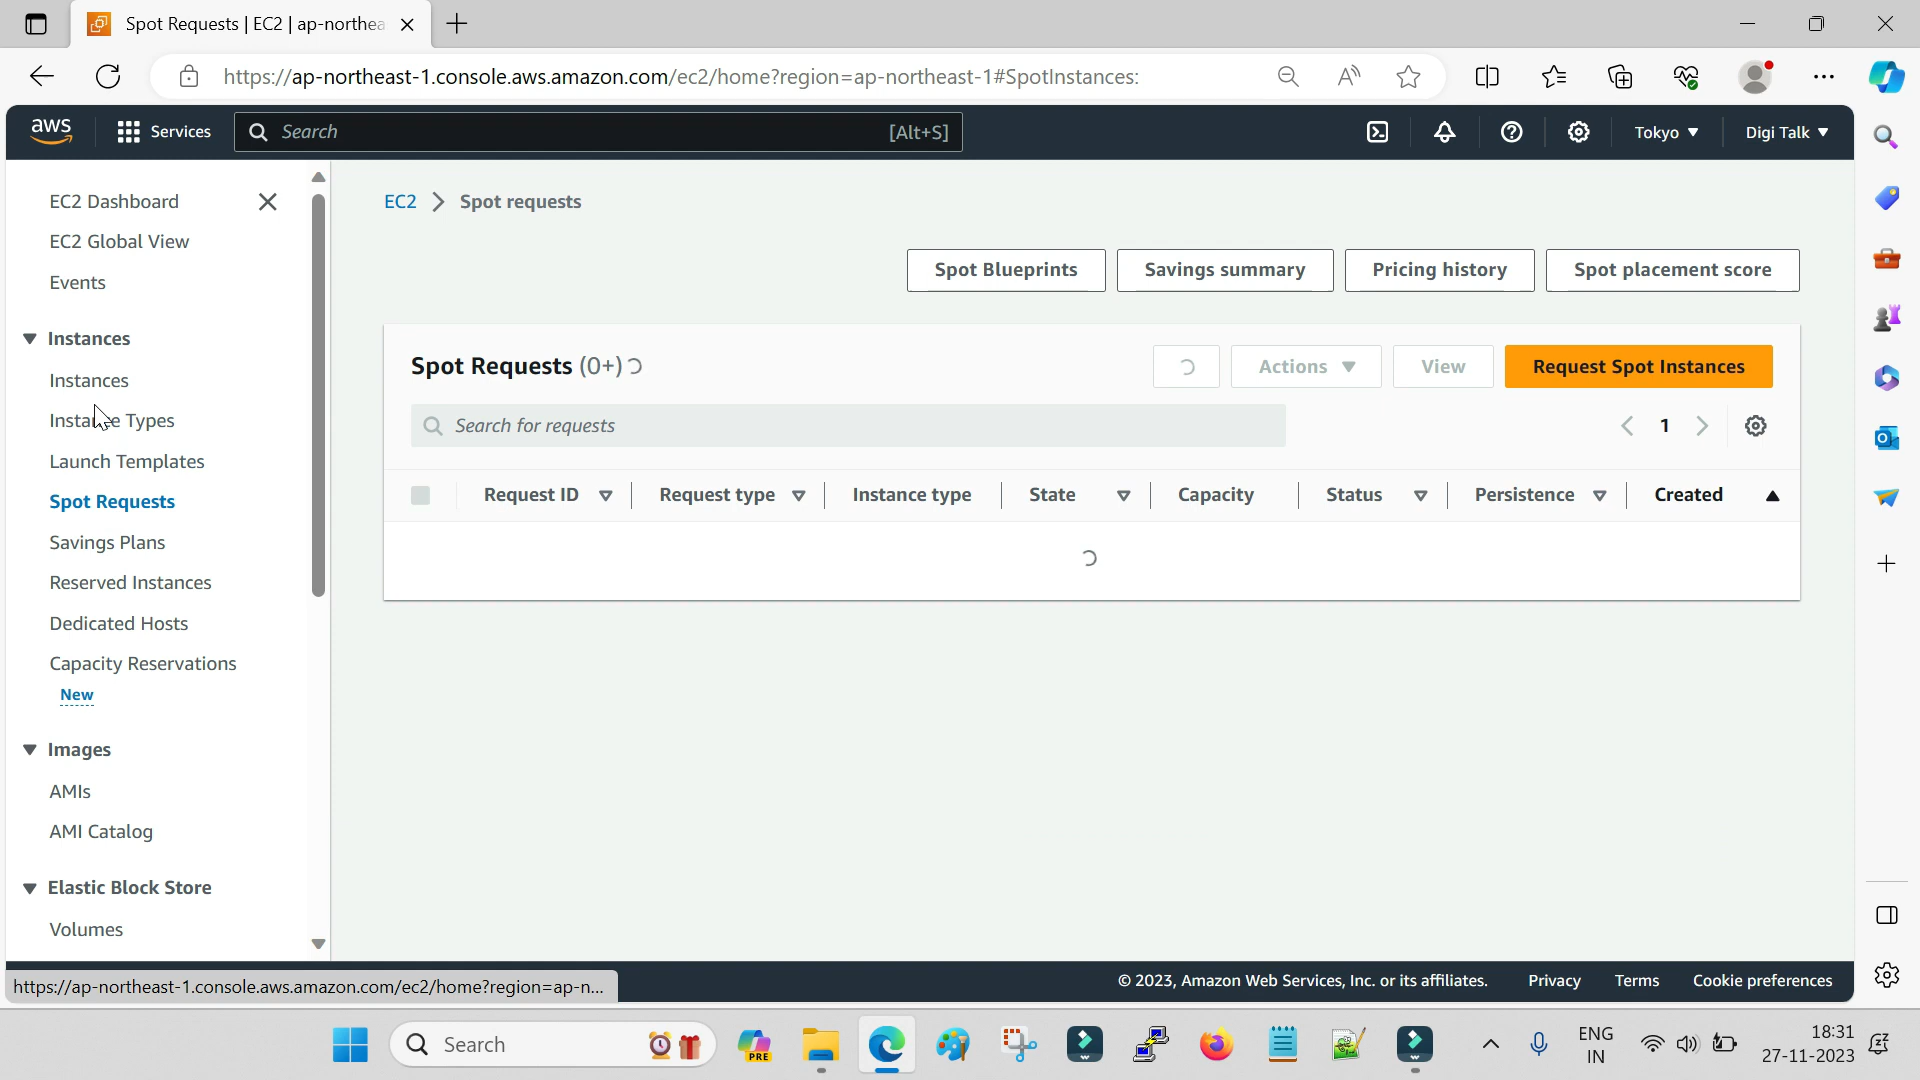 Spot Requests | EC2 | ap-northea
https://ap-northeast-1.console.aws.amazon.com/ec2/home?region=ap-northeast-1#SpotInstances:
aws
Services
Search
[Alt+S]
Tokyo
Digi Talk
EC2 Dashboard
EC2 Global View
Events
Instances
Instances
Instance Types
Launch Templates
Spot Requests
Savings Plans
Reserved Instances
Dedicated Hosts
Capacity Reservations
New
Images
AMIs
AMI Catalog
Elastic Block Store
Volumes
EC2 > Spot requests
Spot Blueprints
Savings summary
Pricing history
Spot placement score
Spot Requests (0+)
Actions
View
Request Spot Instances
Search for requests
1
Request ID
Request type
Instance type
State
Capacity
Status
Persistence
Created
https://ap-northeast-1.console.aws.amazon.com/ec2/home?region=ap-n...
© 2023, Amazon Web Services, Inc. or its affiliates.
Privacy
Terms
Cookie preferences
Search
PRE
ENG
IN
18:31
27-11-2023